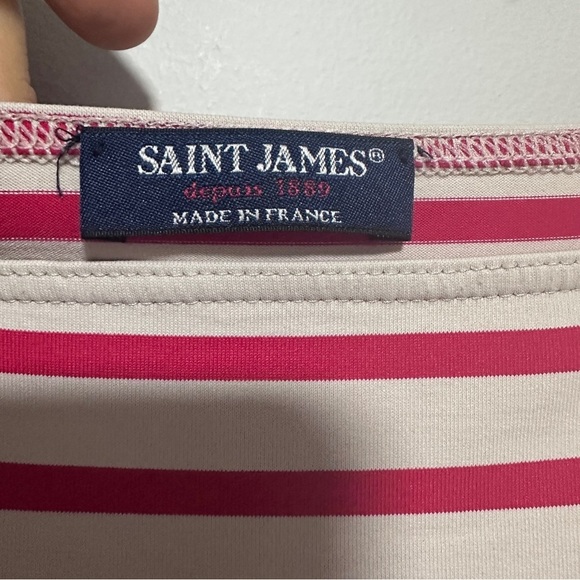 SAINT JAMES®
depuis 1889
MADE IN FRANCE